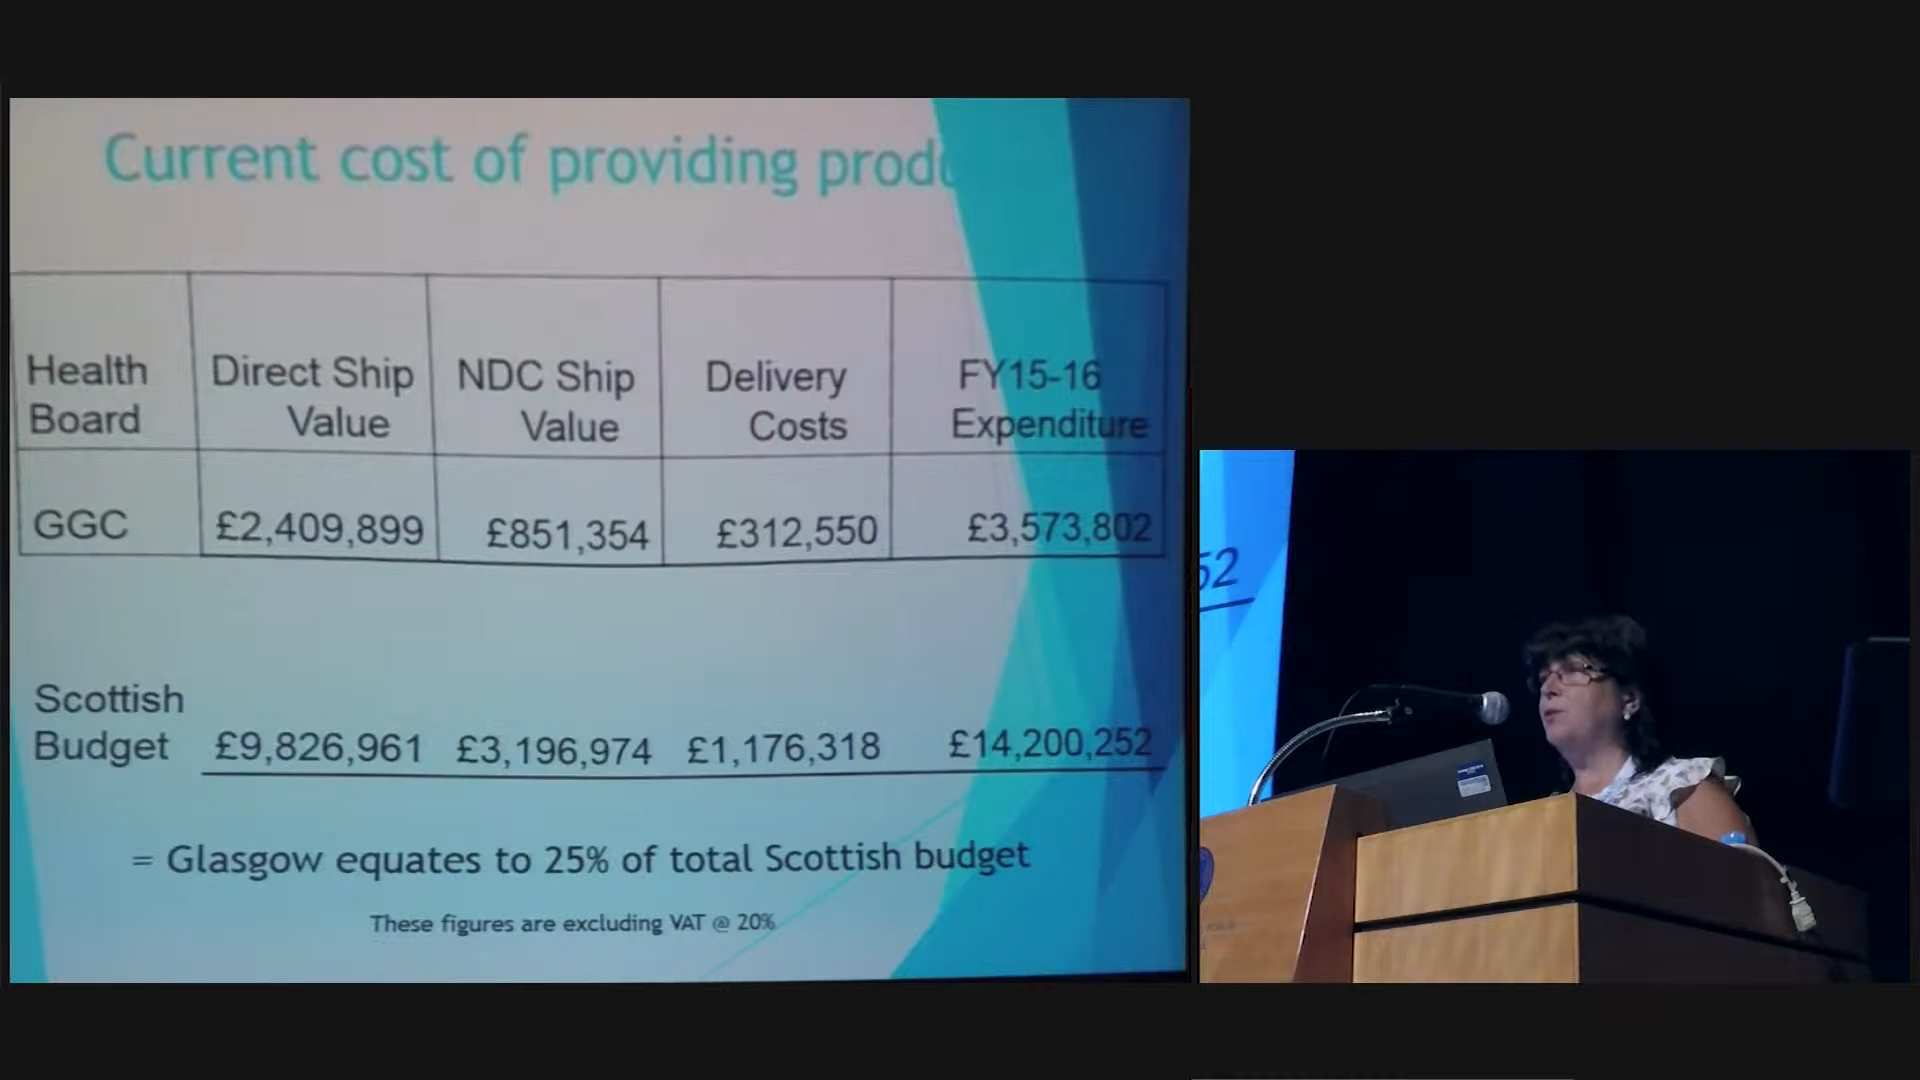 Current cost of providing produ
Health Board
Direct Ship Value
NDC Ship Value
Delivery Costs
FY15-16 Expenditure
GGC £2,409,899 £851,354 £312,550 £3,573,802
Scottish Budget £9,826,961 £3,196,974 £1,176,318 £14,200,252
= Glasgow equates to 25% of total Scottish budget
These figures are excluding VAT @ 20%
52